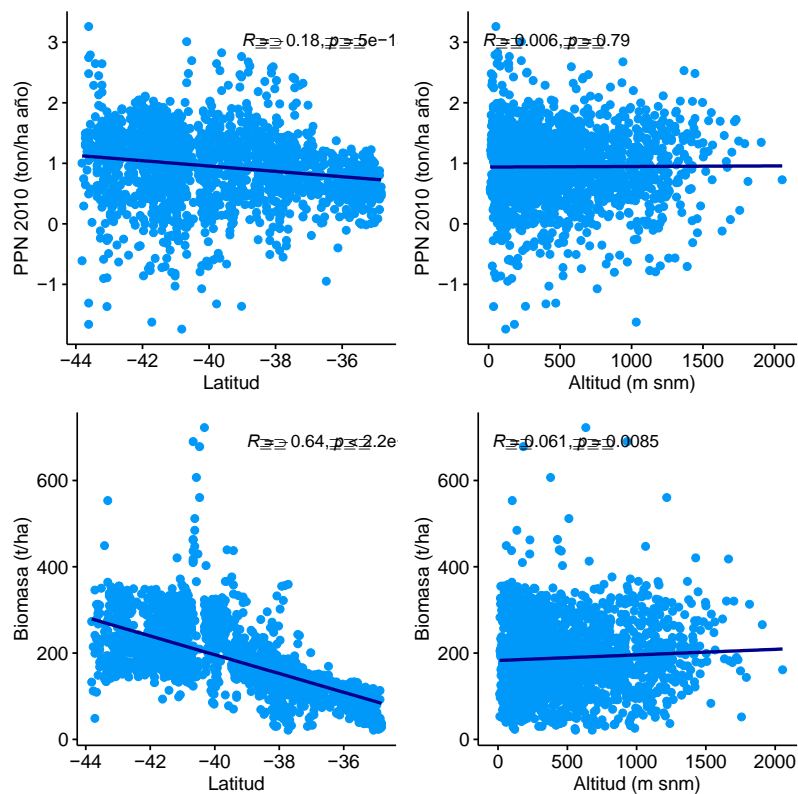 R = −0.18, p = 5e−1
R = 0.006, p = 0.79
PPN 2010 (ton/ha año)
3
2
1
0
−1
−44 −42 −40 −38 −36
Latitud
PPN 2010 (ton/ha año)
3
2
1
0
−1
0 500 1000 1500 2000
Altitud (m snm)
R = −0.64, p < 2.2e
R = 0.061, p = 0.0085
Biomasa (t/ha)
600
400
200
0
−44 −42 −40 −38 −36
Latitud
Biomasa (t/ha)
600
400
200
0
0 500 1000 1500 2000
Altitud (m snm)